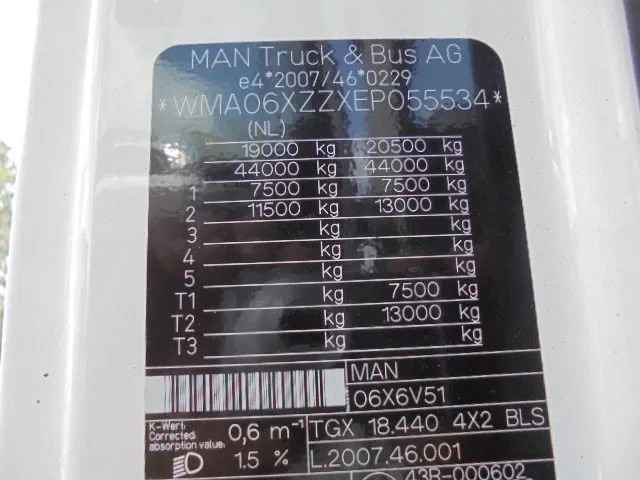 MAN Truck & Bus AG
e4*2007/46*0229
*WMA06XZZXEP055534*
(NL)
19000 kg 20500 kg
44000 kg 44000 kg
1 7500 kg 7500 kg
2 11500 kg 13000 kg
3 kg kg
4 kg kg
5 kg kg
T1 kg 7500 kg
T2 kg 13000 kg
T3 kg kg
MAN
06X6V51
K-Wert:
Corrected
absorption value:
0,6 m⁻¹ TGX 18.440 4X2 BLS
1.5 % L.2007.46.001
43R-000602